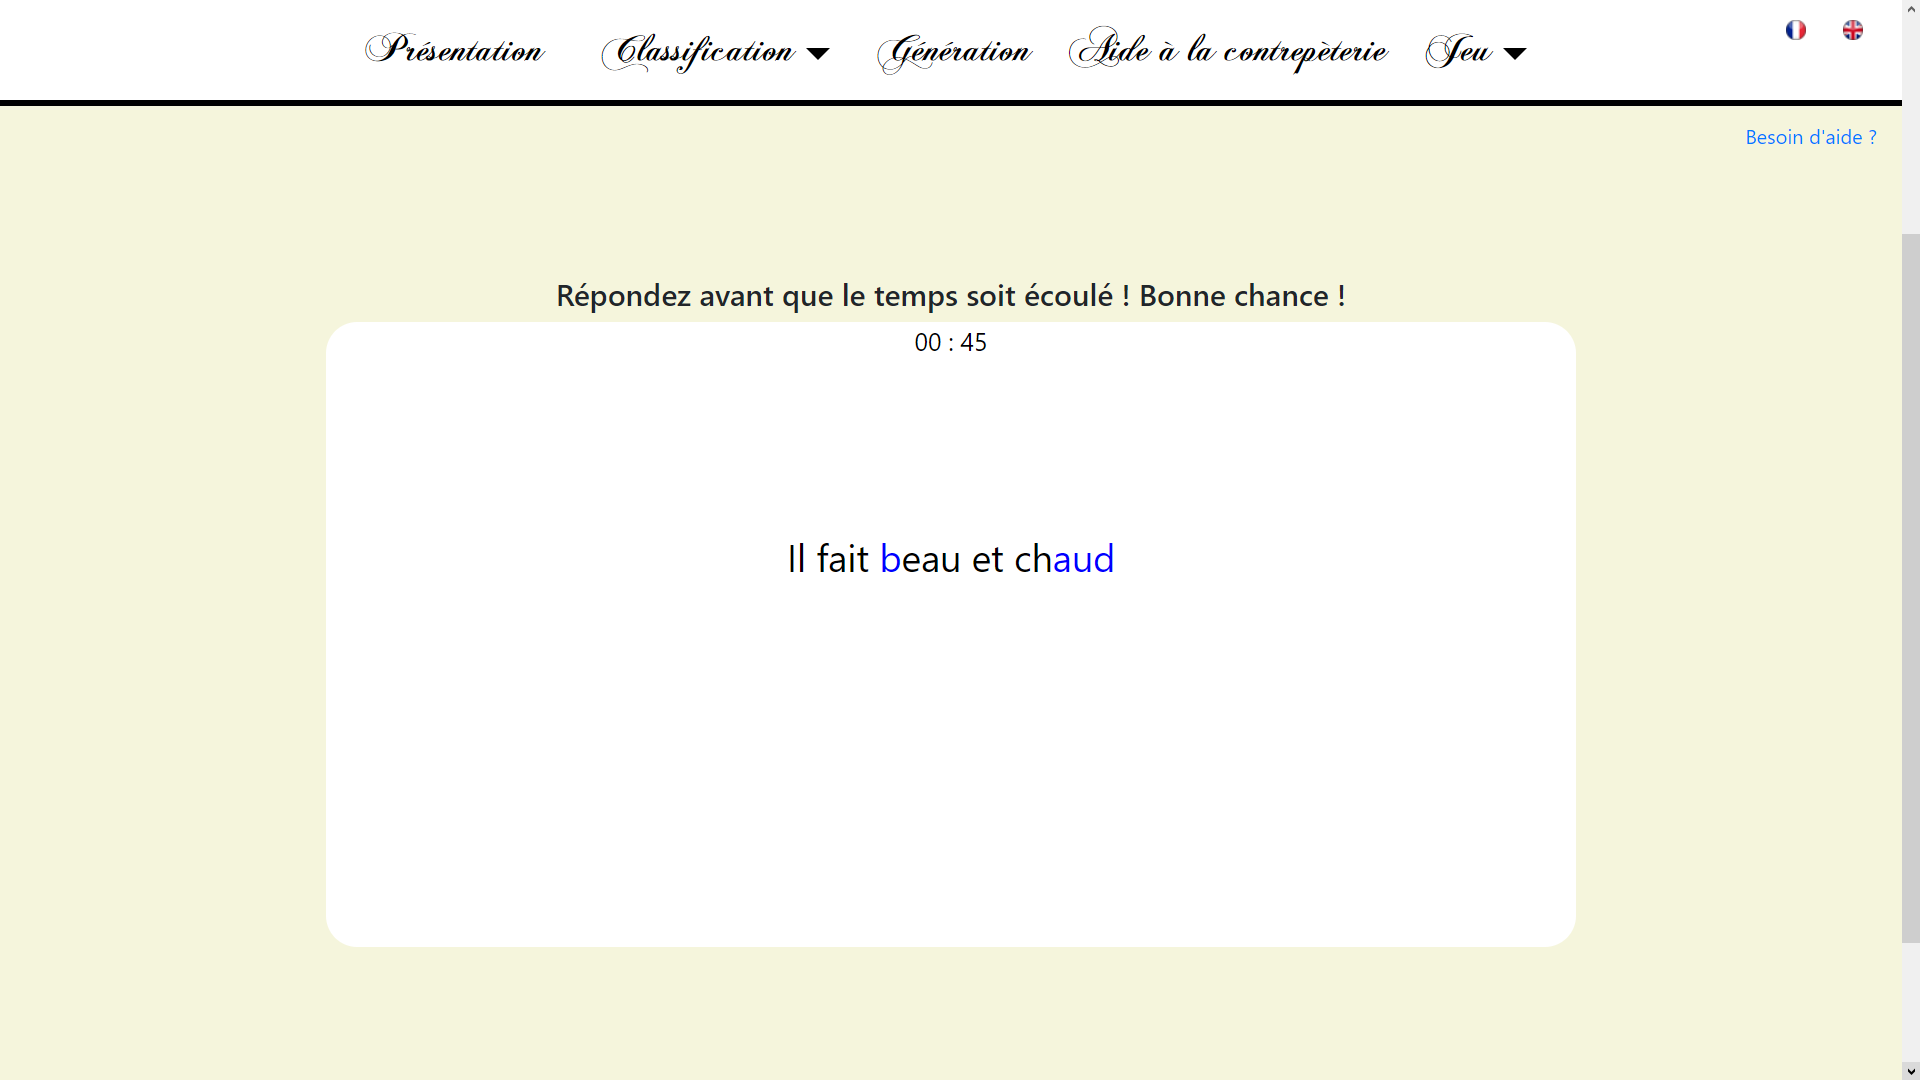 Présentation Classification Génération Aide à la contrepèterie Jeu
Besoin d'aide ?
Répondez avant que le temps soit écoulé ! Bonne chance !
00 : 45
Il fait beau et chaud